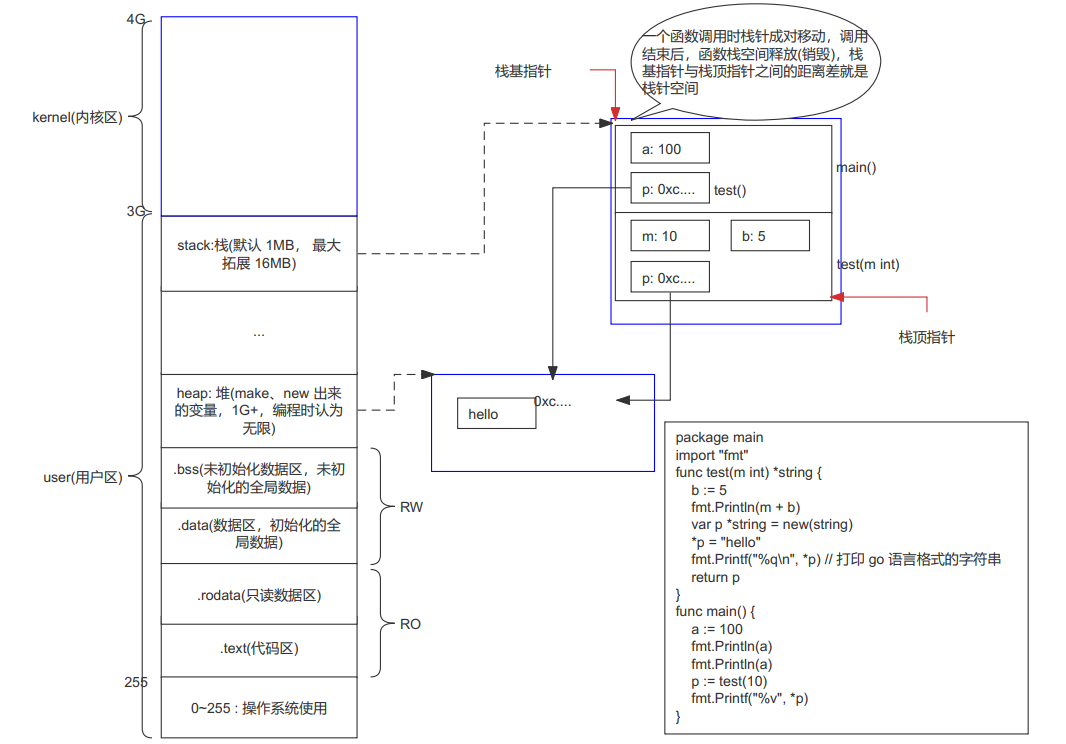 4G
kernel(内核区)
3G
stack:栈(默认 1MB， 最大
拓展 16MB)
...
heap: 堆(make、new 出来
的变量，1G+，编程时认为
无限)
user(用户区)
.bss(未初始化数据区，未初
始化的全局数据)
RW
.data(数据区，初始化的全
局数据)
.rodata(只读数据区)
RO
.text(代码区)
255
0~255 : 操作系统使用
一个函数调用时栈针成对移动，调用
结束后，函数栈空间释放(销毁)，栈
基指针与栈顶指针之间的距离差就是
栈针空间
栈基指针
a: 100
main()
p: 0xc....
test()
m: 10
b: 5
test(m int)
p: 0xc....
栈顶指针
0xc....
hello
package main
import "fmt"
func test(m int) *string {
b := 5
fmt.Println(m + b)
var p *string = new(string)
*p = "hello"
fmt.Printf("%q\n", *p) // 打印 go 语言格式的字符串
return p
}
func main() {
a := 100
fmt.Println(a)
fmt.Println(a)
p := test(10)
fmt.Printf("%v", *p)
}